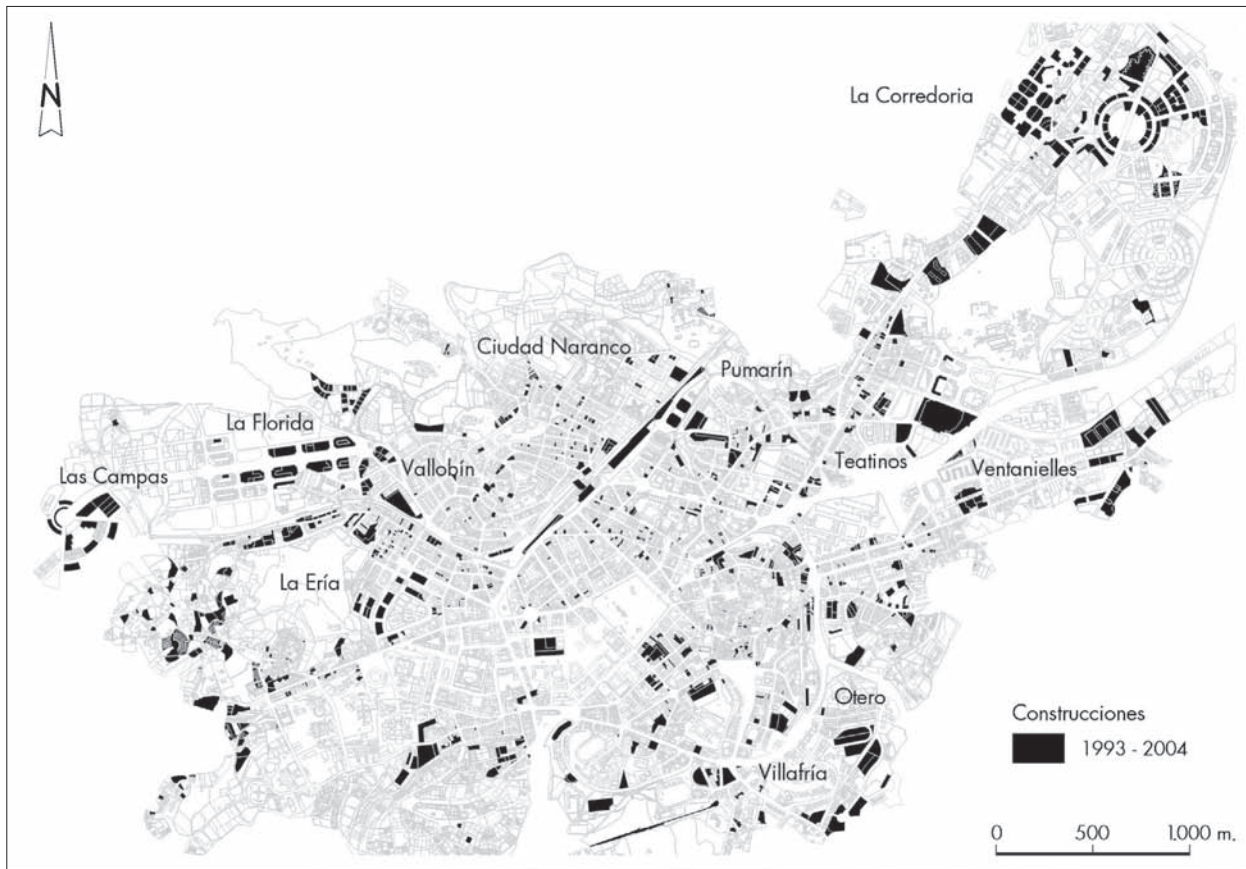 N
La Corredoria
Ciudad Naranco
Pumarín
La Florida
Las Campas
Vallobín
Teatinos
Ventanielles
La Ería
Otero
Villafría
Construcciones
1993 - 2004
0 500 1.000 m.